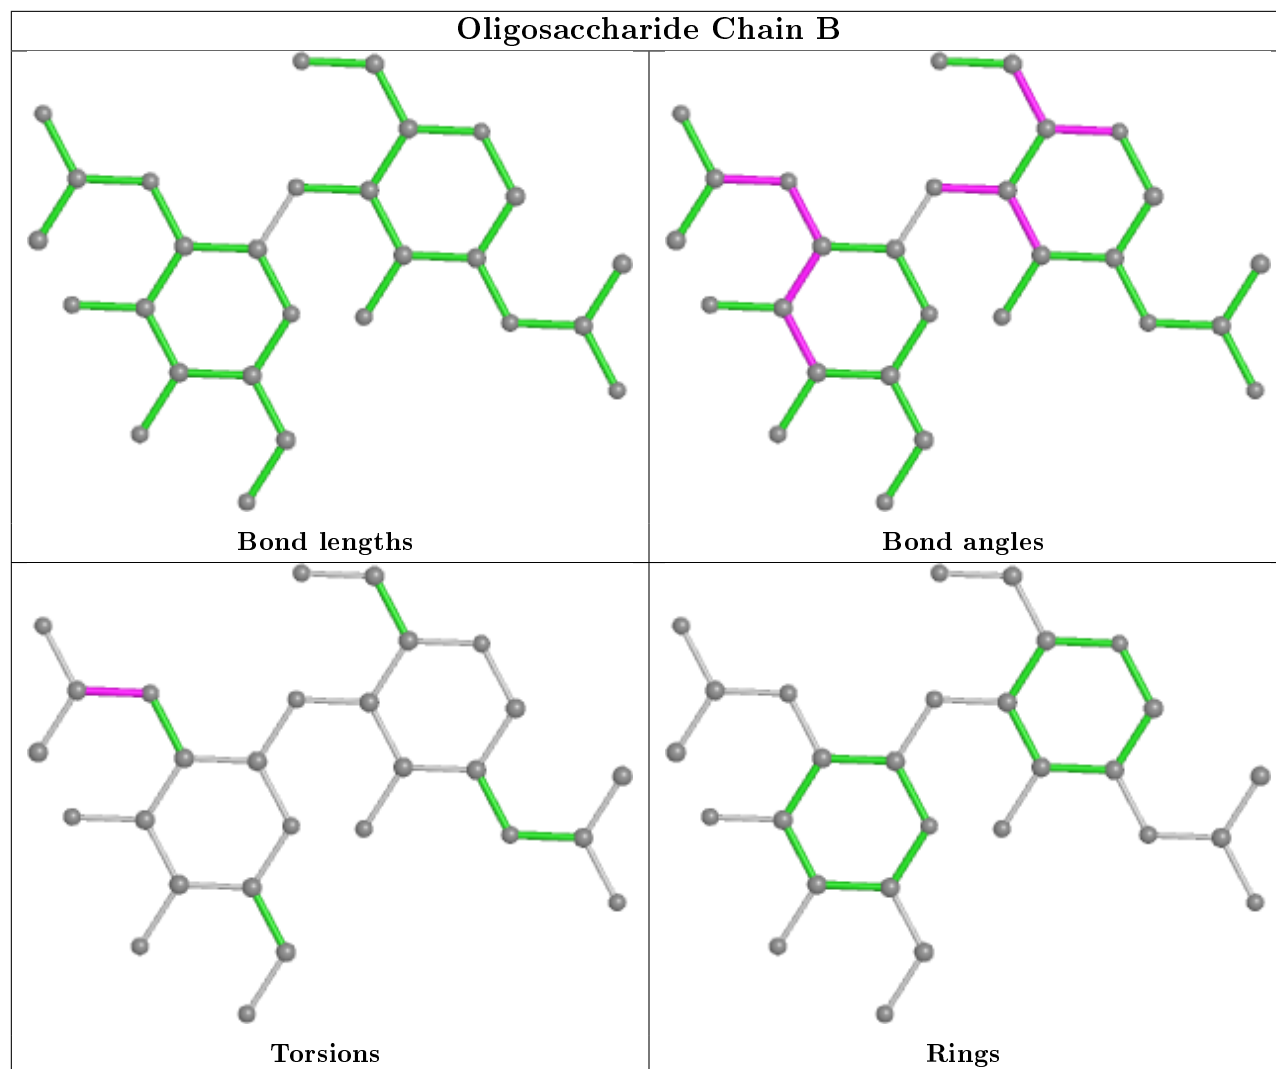 Oligosaccharide Chain B
Bond lengths
Bond angles
Torsions
Rings